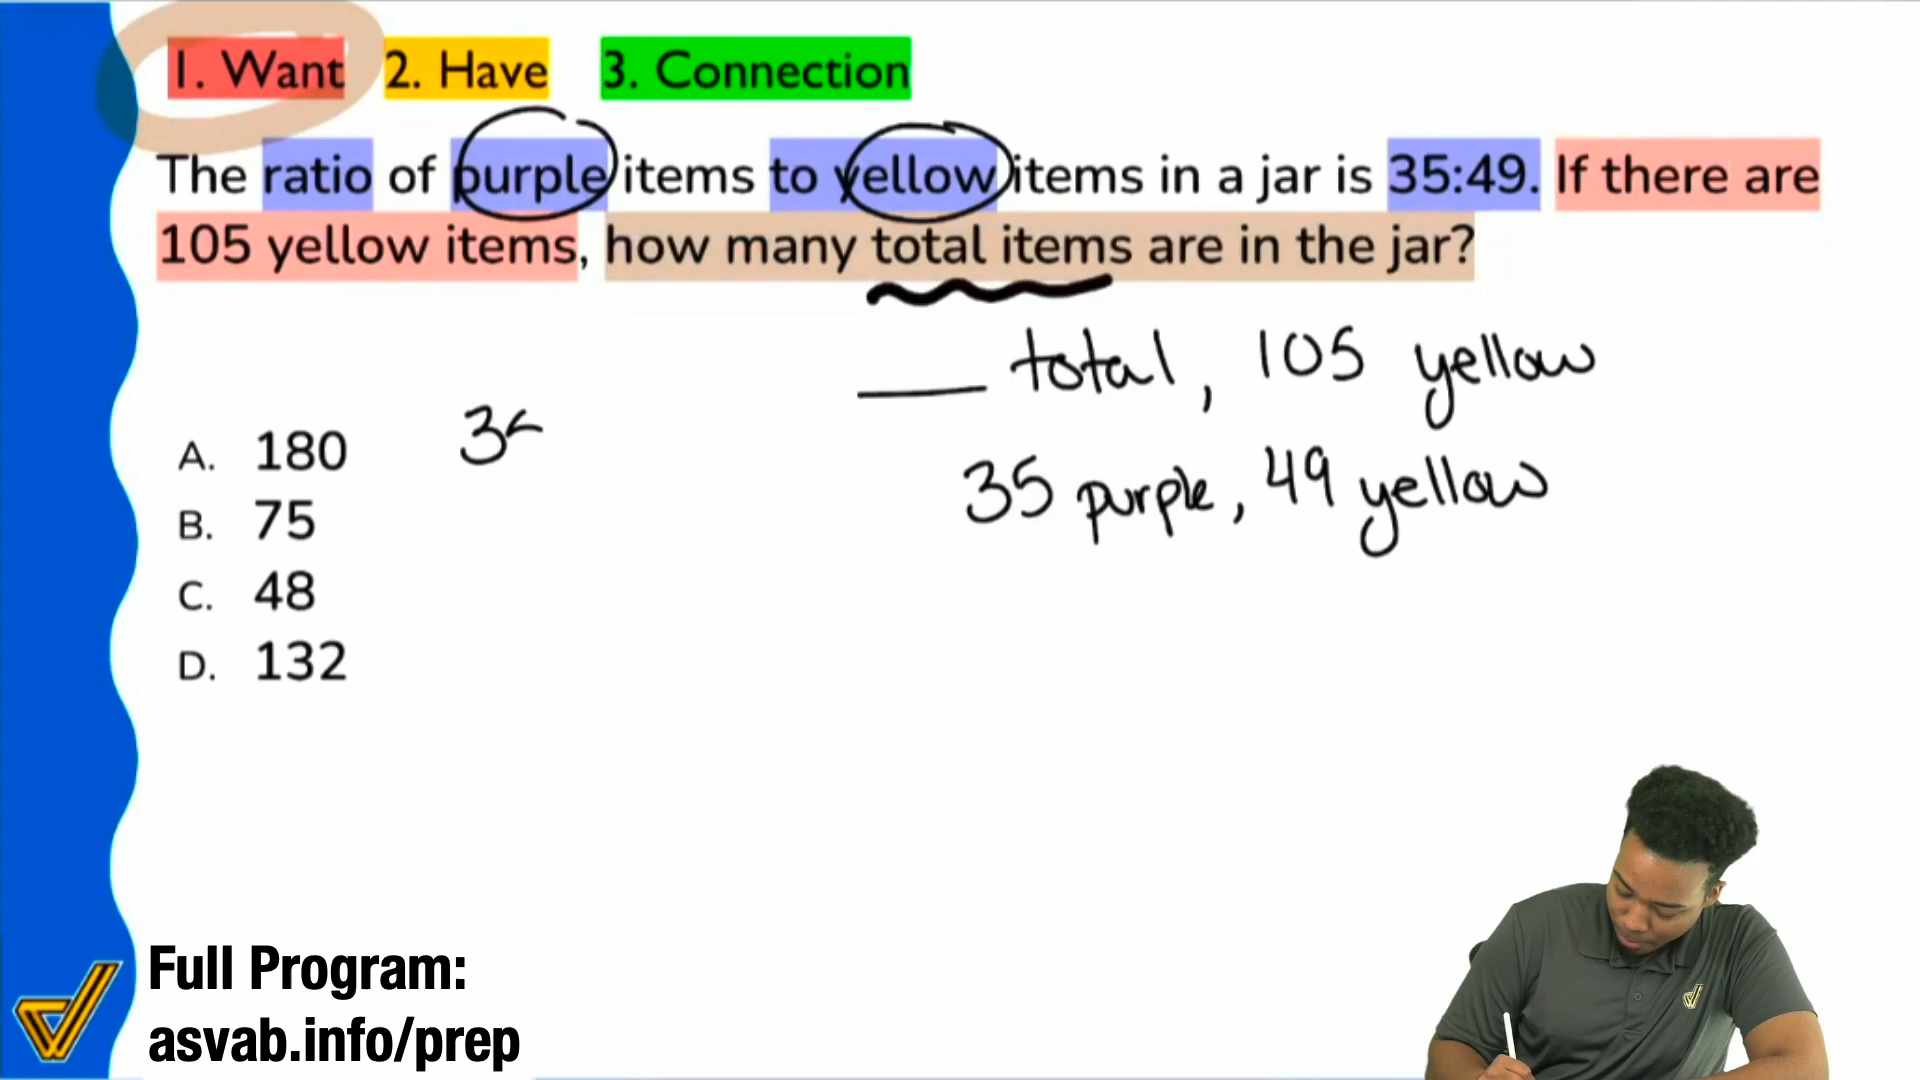 1. Want 2. Have 3. Connection
The ratio of purple items to yellow items in a jar is 35:49. If there are
105 yellow items, how many total items are in the jar?
___ total, 105 yellow
35 purple, 49 yellow
A. 180
B. 75
C. 48
D. 132
Full Program:
asvab.info/prep